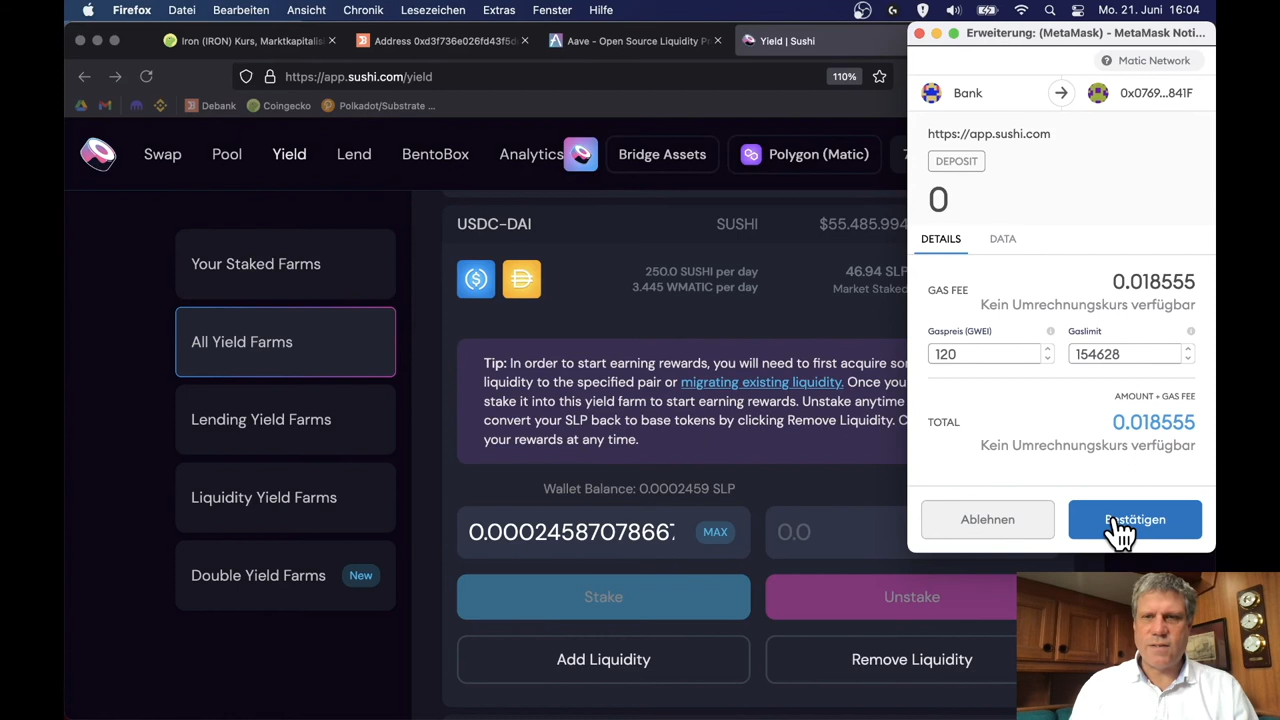 Firefox Datei Bearbeiten Ansicht Chronik Lesezeichen Extras Fenster Hilfe Mo. 21. Juni 16:04
Iron (IRON) Kurs, Marktkapitalis
Address 0x3f736e026fd43f5d
Aave - Open Source Liquidity P
Yield | Sushi
https://app.sushi.com/yield 110%
Debank Coingecko Polkadot/Substrate ...
Swap Pool Yield Lend BentoBox Analytics Bridge Assets Polygon (Matic)
Your Staked Farms
All Yield Farms
Lending Yield Farms
Liquidity Yield Farms
Double Yield Farms New
USDC-DAI SUSHI $55.485.994
250.0 SUSHI per day
3.445 WMATIC per day
46.94 SLP
Market Staked
Tip: In order to start earning rewards, you will need to first acquire so
liquidity to the specified pair or migrating existing liquidity. Once you
stake it into this yield farm to start earning rewards. Unstake anytime
convert your SLP back to base tokens by clicking Remove Liquidity. C
your rewards at any time.
Wallet Balance: 0.0002459 SLP
MAX
0.0
Stake Unstake
Add Liquidity Remove Liquidity
Erweiterung: (MetaMask) - MetaMask Noti...
? Matic Network
Bank 0x0769...841F
https://app.sushi.com
DEPOSIT
0
DETAILS DATA
GAS FEE 0.018555
Kein Umrechnungskurs verfügbar
Gaspreis (GWEI) Gaslimit
120 154628
AMOUNT + GAS FEE
TOTAL 0.018555
Kein Umrechnungskurs verfügbar
Ablehnen Bestätigen